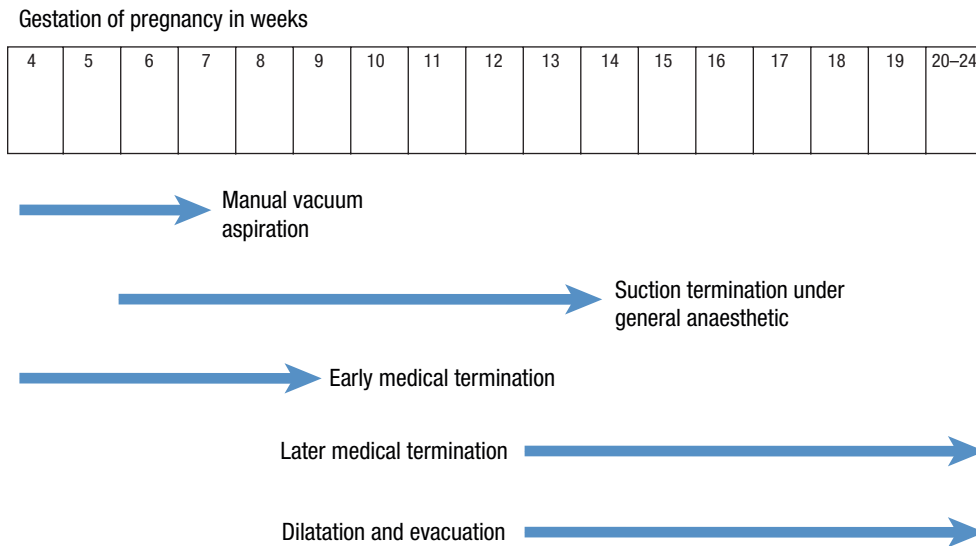 Gestation of pregnancy in weeks
4 5 6 7 8 9 10 11 12 13 14 15 16 17 18 19 20–24
Manual vacuum
aspiration
Suction termination under
general anaesthetic
Early medical termination
Later medical termination
Dilatation and evacuation